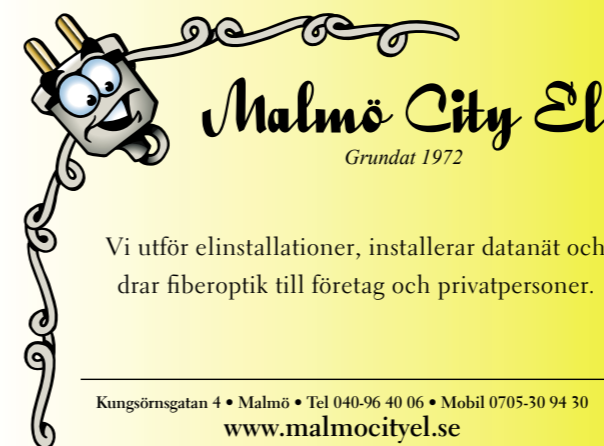 Malmö City El
Grundat 1972
Vi utför elinstallationer, installerar datanät och
drar fiberoptik till företag och privatpersoner.
Kungsörnsgatan 4 • Malmö • Tel 040-96 40 06 • Mobil 0705-30 94 30
www.malmocityel.se